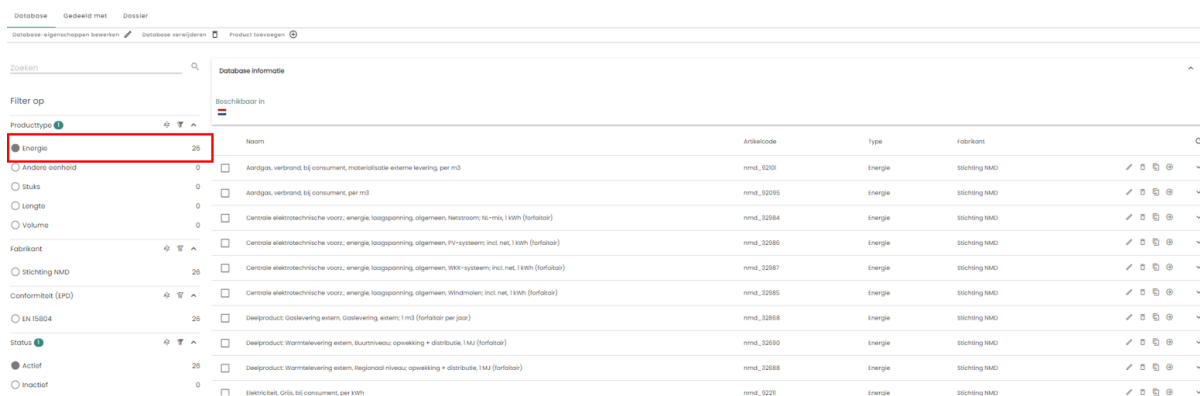 Database Gedeeld met Dossier
Database-eigenschappen bewerken Database verwijderen Product toevoegen
Zoeken
Database informatie
Filter op
Beschikbaar in
Producttype 1
Energie 26
Andere eenheid 0
Stuks 0
Lengte 0
Volume 0
Fabrikant
Stichting NMD 26
Conformiteit (EPD)
EN 15804 26
Status 1
Actief 26
Inactief 0
Naam Artikelcode Type Fabrikant
Aardgas, verbrand, bij consument, materialisatie externe levering, per m3 nmd_92101 Energie Stichting NMD
Aardgas, verbrand, bij consument, per m3 nmd_92095 Energie Stichting NMD
Centrale elektrotechnische voorz.; energie, laagspanning, algemeen, Netstroom; NL-mix, 1 kWh (forfaitair) nmd_32984 Energie Stichting NMD
Centrale elektrotechnische voorz.; energie, laagspanning, algemeen, PV-systeem; incl. net, 1 kWh (forfaitair) nmd_32986 Energie Stichting NMD
Centrale elektrotechnische voorz.; energie, laagspanning, algemeen, WKK-systeem; incl. net, 1 kWh (forfaitair) nmd_32987 Energie Stichting NMD
Centrale elektrotechnische voorz.; energie, laagspanning, algemeen, Windmolen; incl. net, 1 kWh (forfaitair) nmd_32985 Energie Stichting NMD
Deelproduct: Gaslevering extern, Gaslevering, extern; 1 m3 (forfaitair per jaar) nmd_32868 Energie Stichting NMD
Deelproduct: Warmtelevering extern, Buurtniveau; opwekking + distributie, 1 MJ (forfaitair) nmd_32690 Energie Stichting NMD
Deelproduct: Warmtelevering extern, Regionaal niveau; opwekking + distributie, 1 MJ (forfaitair) nmd_32688 Energie Stichting NMD
Elektriciteit, Grijs, bij consument, per kWh nmd_92211 Energie Stichting NMD